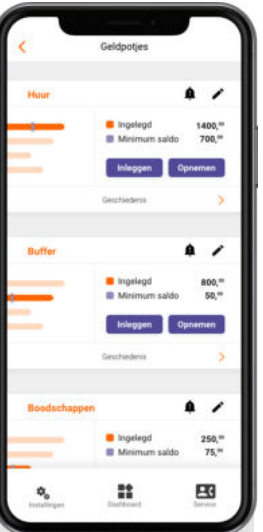 Geldpotjes
Huur
Ingelegd 1400,00
Minimum saldo 700,00
Inleggen Opnemen
Geschiedenis
Buffer
Ingelegd 800,00
Minimum saldo 50,00
Inleggen Opnemen
Geschiedenis
Boodschappen
Ingelegd 250,00
Minimum saldo 75,00
Instellingen Dashboard Service